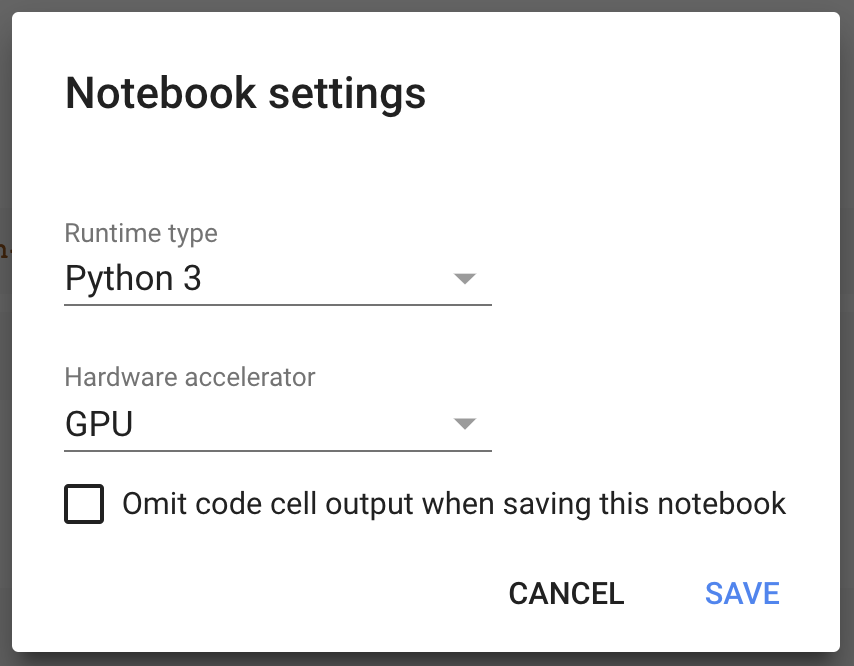 Notebook settings
Runtime type
Python 3
Hardware accelerator
GPU
Omit code cell output when saving this notebook
CANCEL SAVE